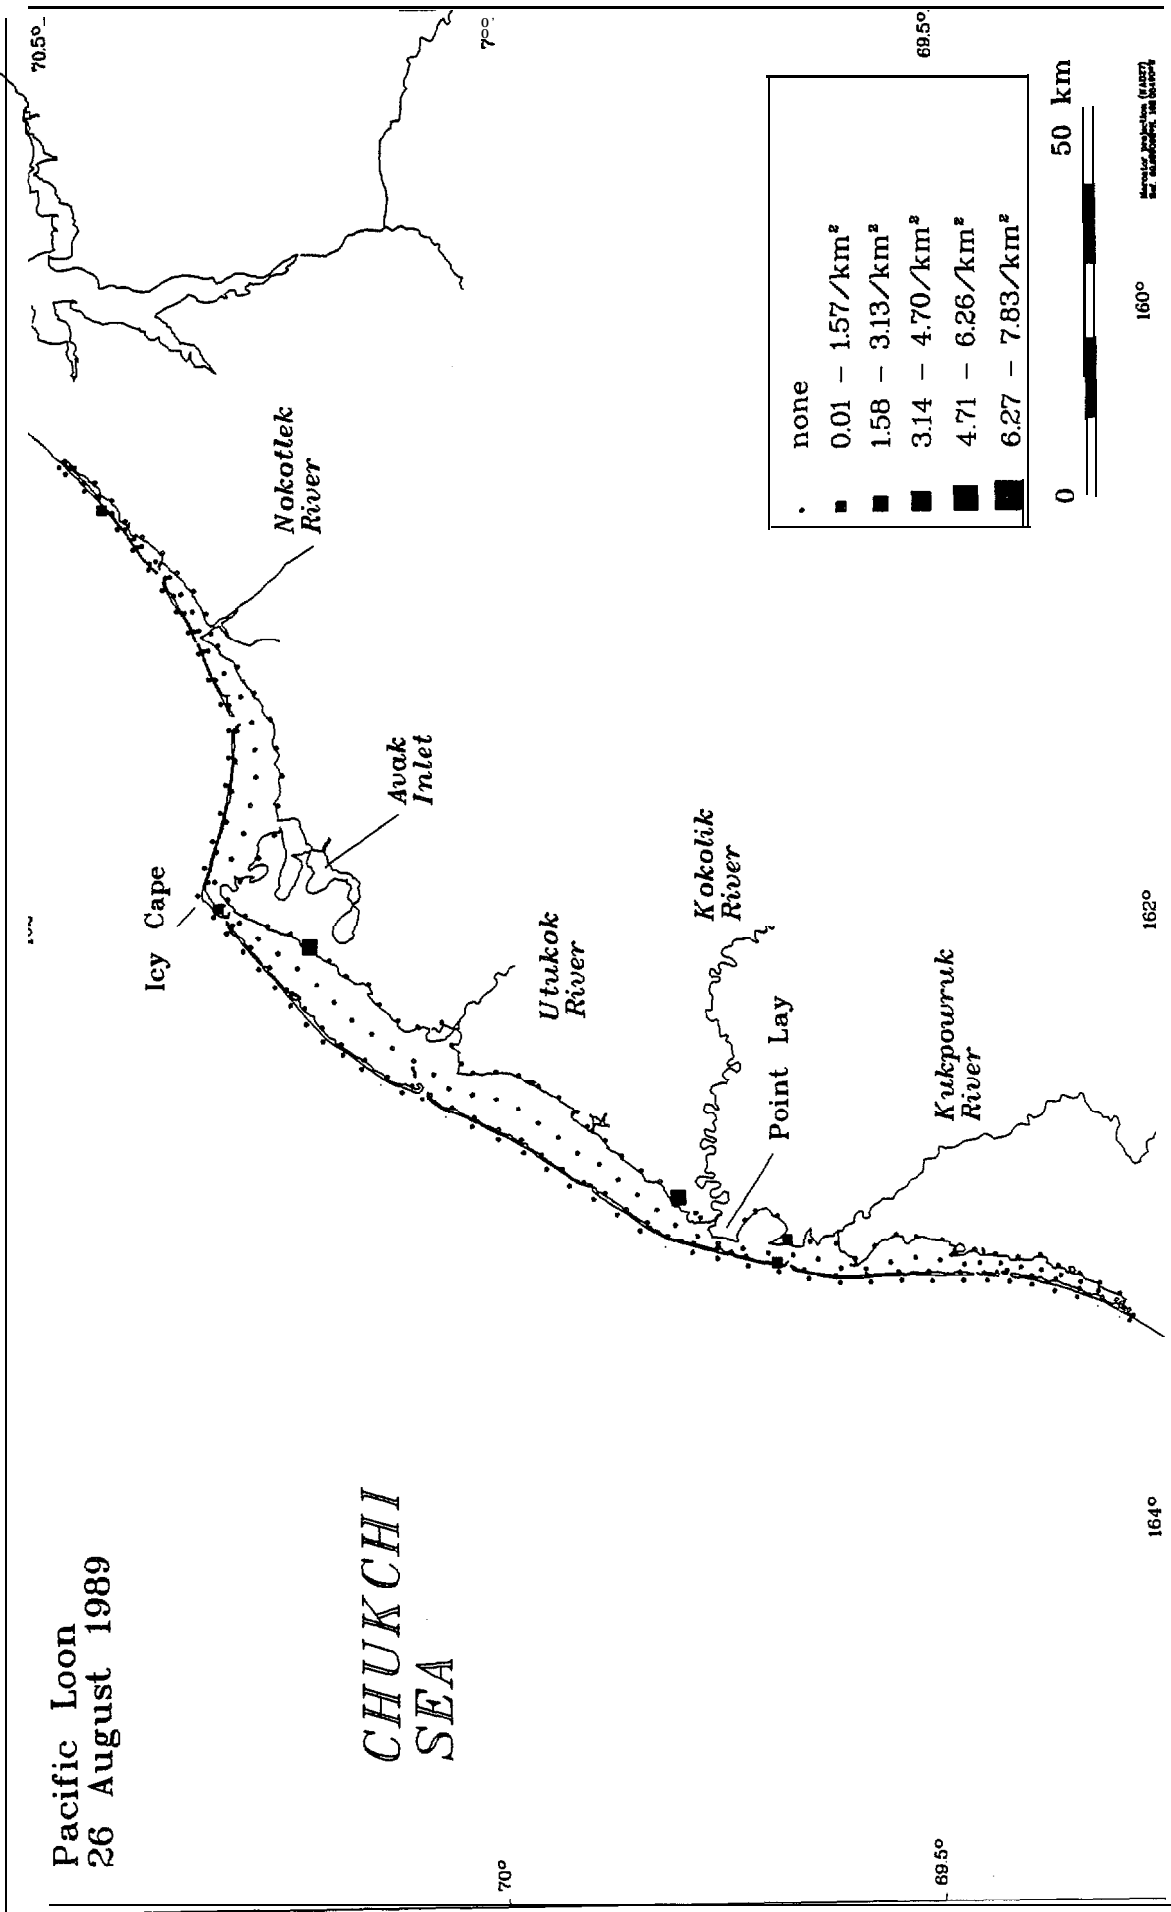 Pacific Loon
26 August 1989
CHUKCHI
SEA
Icy Cape
Nokotlek
River
Avak
Inlet
Utukok
River
Kokolik
River
Point Lay
Kukpowruk
River
70.5°
69.5°
70°
69.5°
164°
162°
160°
none
0.01 - 1.57/km²
1.58 - 3.13/km²
3.14 - 4.70/km²
4.71 - 6.26/km²
6.27 - 7.83/km²
0 50 km
Mercator projection (NAD27)